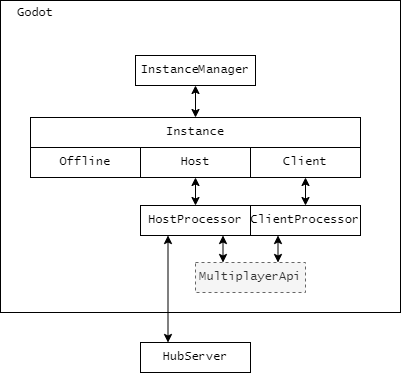 Godot
InstanceManager
Instance
Offline Host Client
HostProcessor ClientProcessor
MultiplayerApi
HubServer